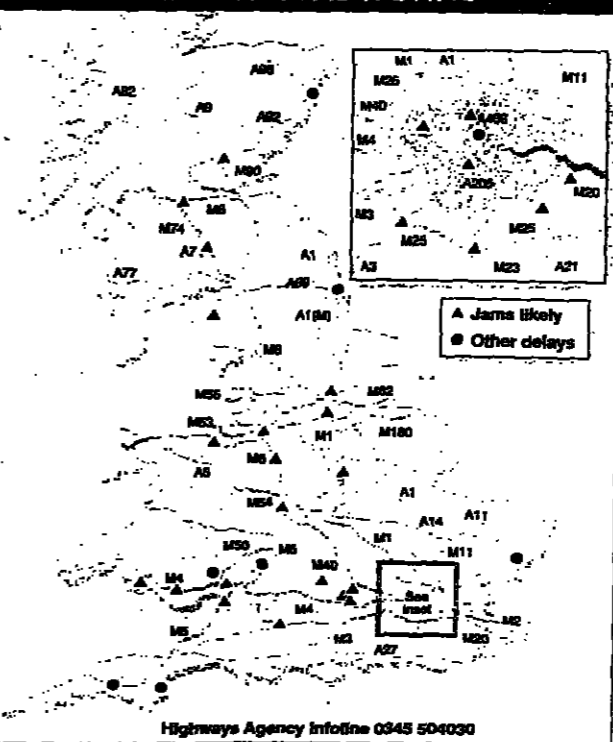 A98
A82
A9
A92
M90
M8
M74
A7
A1
A77
A69
A1(M)
M6
M55
M62
M53
M1
M180
M6
A5
A1
M54
A14
A11
M1
M50
M5
M11
M40
M4
See
inset
M4
M2
M5
M3
M20
A27
M1
A1
M11
M25
M40
A406
M4
A205
M20
M3
M25
M25
A3
M23
A21
Jams likely
Other delays
Highways Agency infoline 0345 504030